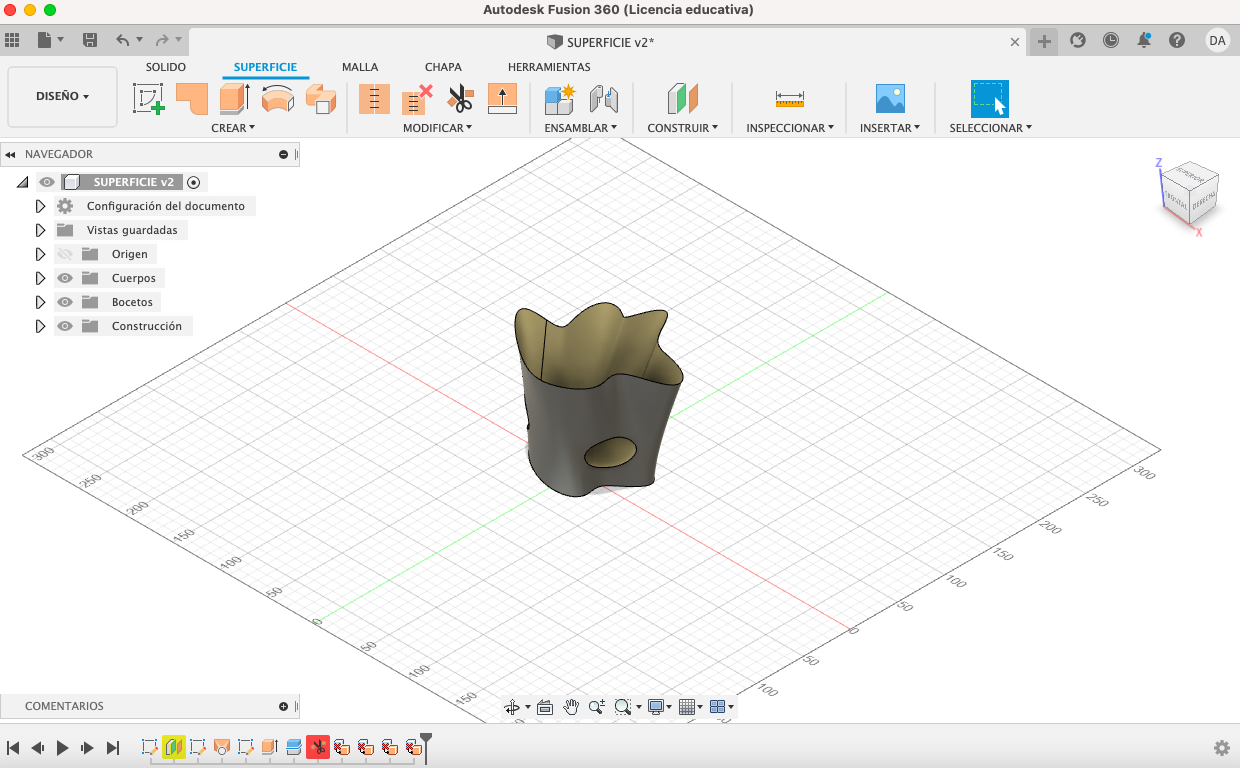 Autodesk Fusion 360 (Licencia educativa)
SUPERFICIE v2*
DA
SOLIDO SUPERFICIE MALLA CHAPA HERRAMIENTAS
DISEÑO
CREAR MODIFICAR ENSAMBLAR CONSTRUIR INSPECCIONAR INSERTAR SELECCIONAR
NAVEGADOR
SUPERFICIE v2
Configuración del documento
Vistas guardadas
Origen
Cuerpos
Bocetos
Construcción
Z
SUPERIOR
FRONTAL DERECHA
X
300
250
200
150
100
50
0
50
100
150
300
250
200
150
100
50
0
50
100
COMENTARIOS